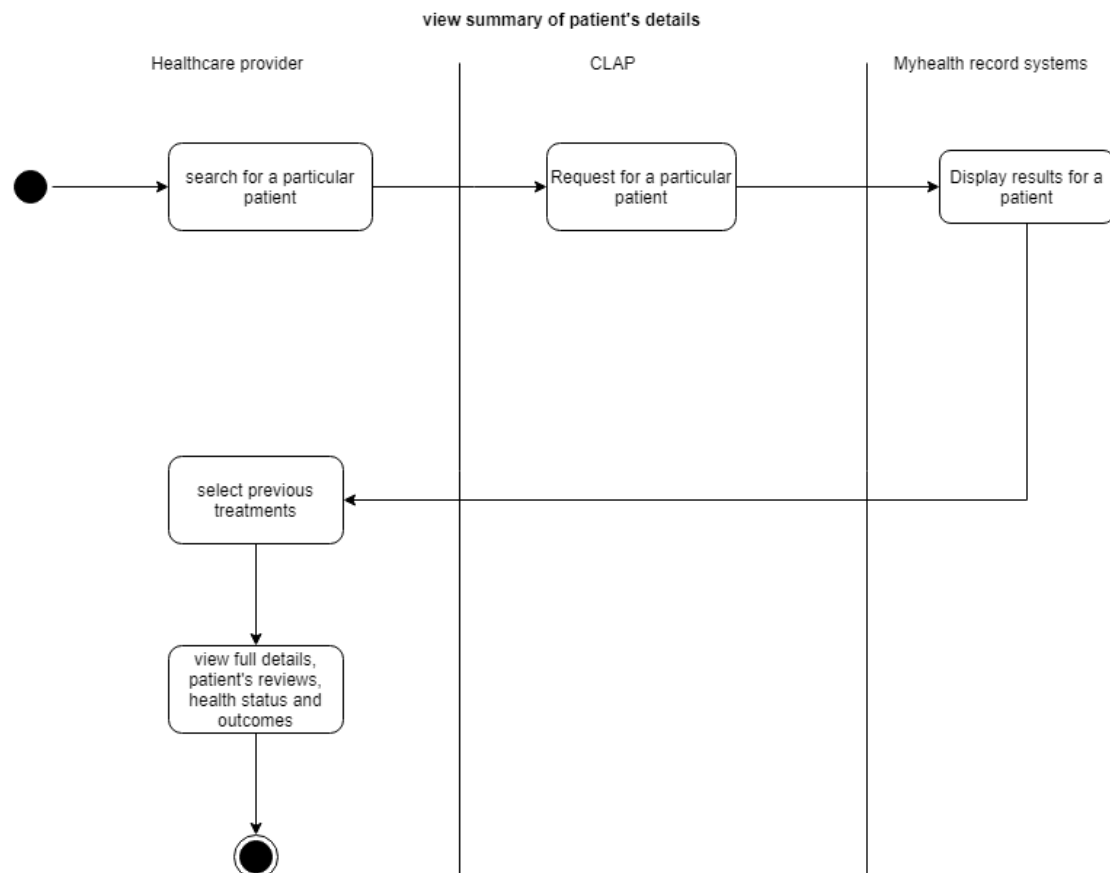 view summary of patient's details
Healthcare provider
CLAP
Myhealth record systems
search for a particular
patient
Request for a particular
patient
Display results for a
patient
select previous
treatments
view full details,
patient's reviews,
health status and
outcomes